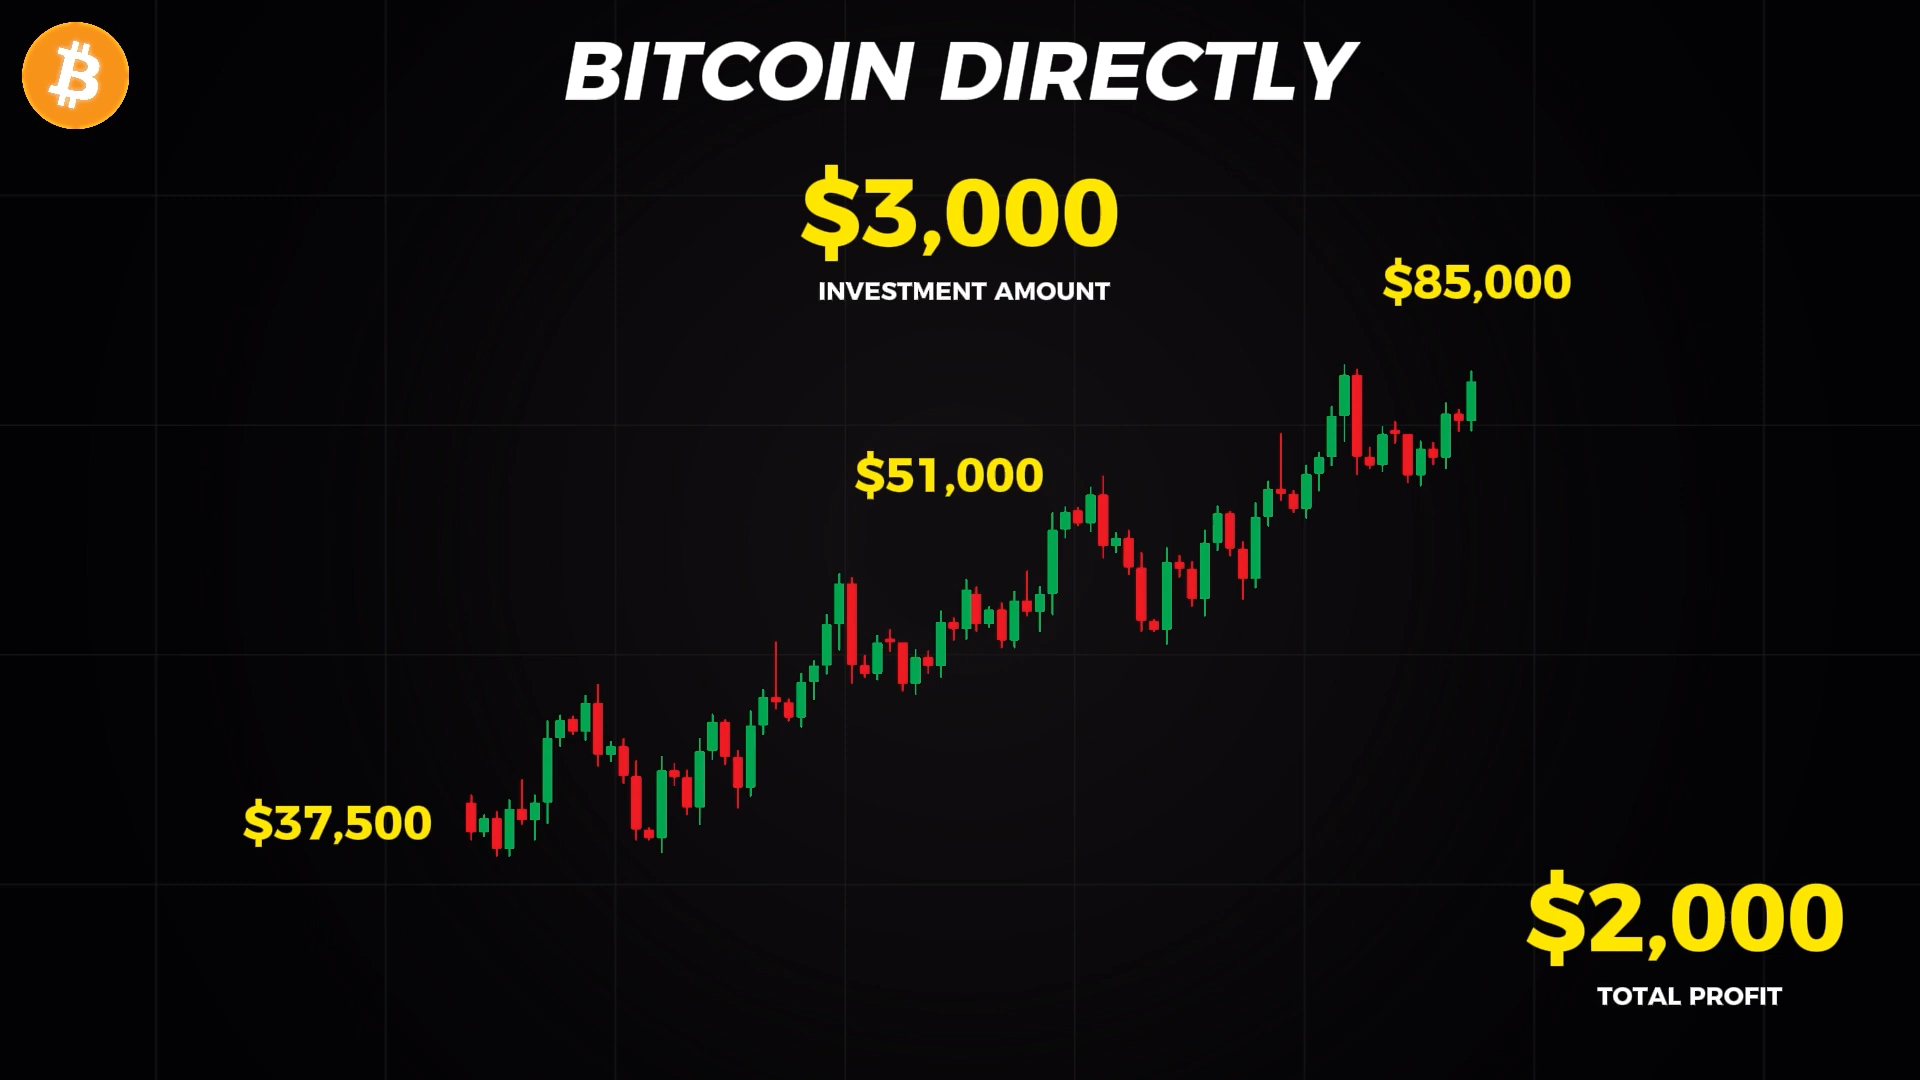 BITCOIN DIRECTLY
$3,000
INVESTMENT AMOUNT
$85,000
$51,000
$37,500
$2,000
TOTAL PROFIT